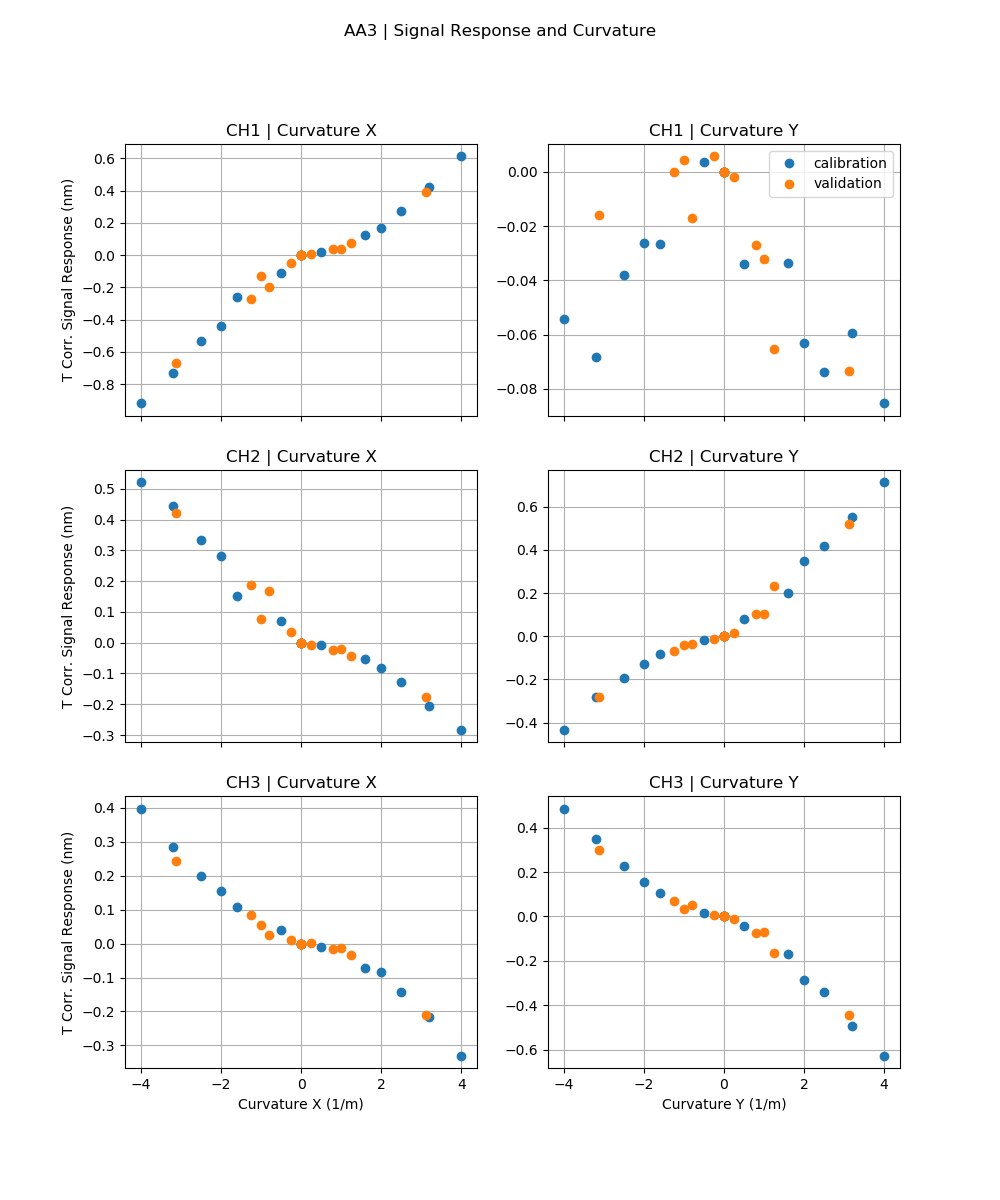 AA3 | Signal Response and Curvature
CH1 | Curvature X
CH1 | Curvature Y
T Corr. Signal Response (nm)
0.6
0.4
0.2
0.0
−0.2
−0.4
−0.6
−0.8
0.00
−0.02
−0.04
−0.06
−0.08
calibration
validation
CH2 | Curvature X
CH2 | Curvature Y
T Corr. Signal Response (nm)
0.5
0.4
0.3
0.2
0.1
0.0
−0.1
−0.2
−0.3
0.6
0.4
0.2
0.0
−0.2
−0.4
CH3 | Curvature X
CH3 | Curvature Y
T Corr. Signal Response (nm)
0.4
0.3
0.2
0.1
0.0
−0.1
−0.2
−0.3
0.4
0.2
0.0
−0.2
−0.4
−0.6
−4 −2 0 2 4
−4 −2 0 2 4
Curvature X (1/m)
Curvature Y (1/m)